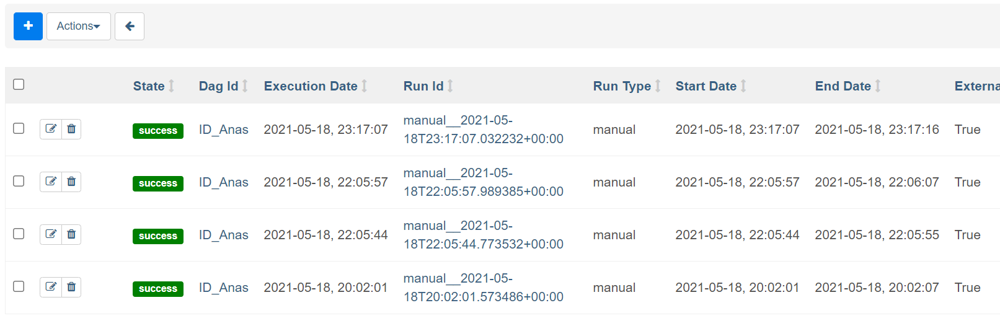 Actions
State Dag Id Execution Date Run Id Run Type Start Date End Date Externa
success ID_Anas 2021-05-18, 23:17:07 manual__2021-05-18T23:17:07.032232+00:00 manual 2021-05-18, 23:17:07 2021-05-18, 23:17:16 True
success ID_Anas 2021-05-18, 22:05:57 manual__2021-05-18T22:05:57.989385+00:00 manual 2021-05-18, 22:05:57 2021-05-18, 22:06:07 True
success ID_Anas 2021-05-18, 22:05:44 manual__2021-05-18T22:05:44.773532+00:00 manual 2021-05-18, 22:05:44 2021-05-18, 22:05:55 True
success ID_Anas 2021-05-18, 20:02:01 manual__2021-05-18T20:02:01.573486+00:00 manual 2021-05-18, 20:02:01 2021-05-18, 20:02:07 True